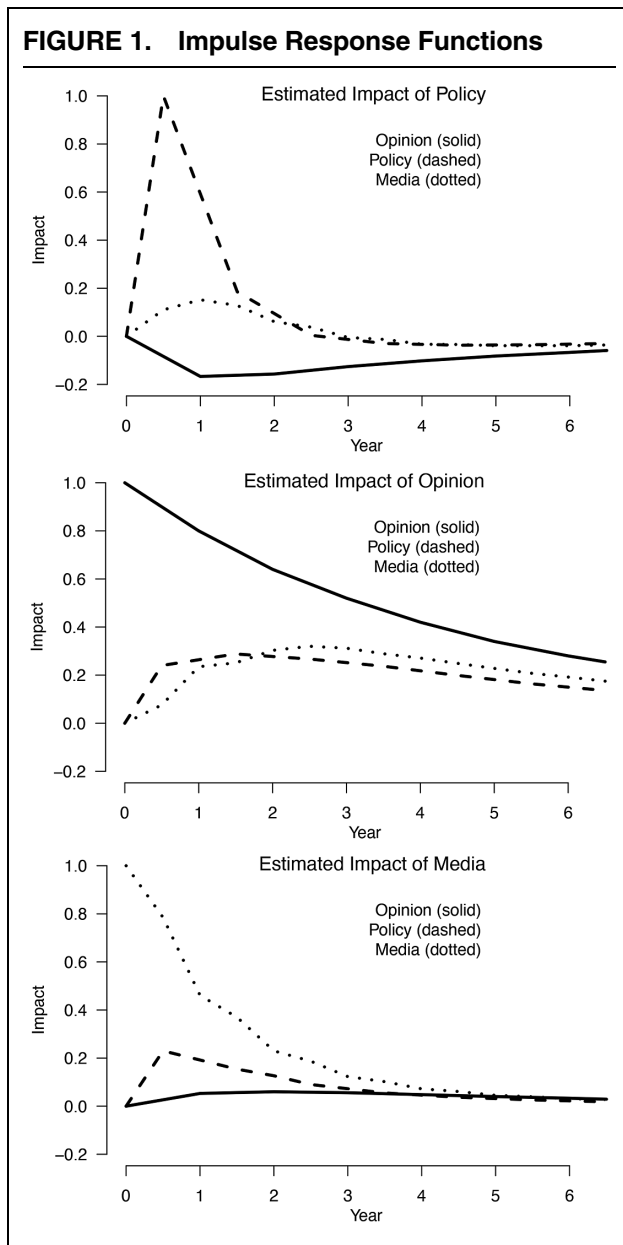 FIGURE 1. Impulse Response Functions
Estimated Impact of Policy
Opinion (solid)
Policy (dashed)
Media (dotted)
Impact
1.0
0.8
0.6
0.4
0.2
0.0
−0.2
0 1 2 3 4 5 6
Year
Estimated Impact of Opinion
Opinion (solid)
Policy (dashed)
Media (dotted)
Impact
1.0
0.8
0.6
0.4
0.2
0.0
−0.2
0 1 2 3 4 5 6
Year
Estimated Impact of Media
Opinion (solid)
Policy (dashed)
Media (dotted)
Impact
1.0
0.8
0.6
0.4
0.2
0.0
−0.2
0 1 2 3 4 5 6
Year